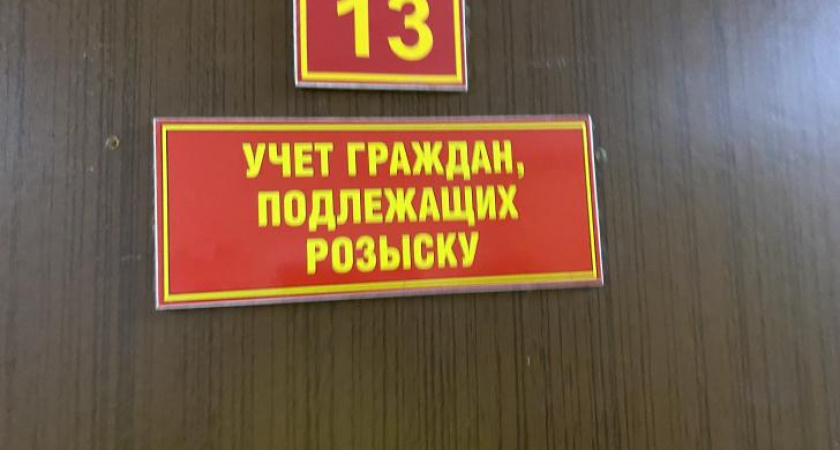 13
УЧЕТ ГРАЖДАН,
ПОДЛЕЖАЩИХ
РОЗЫСКУ